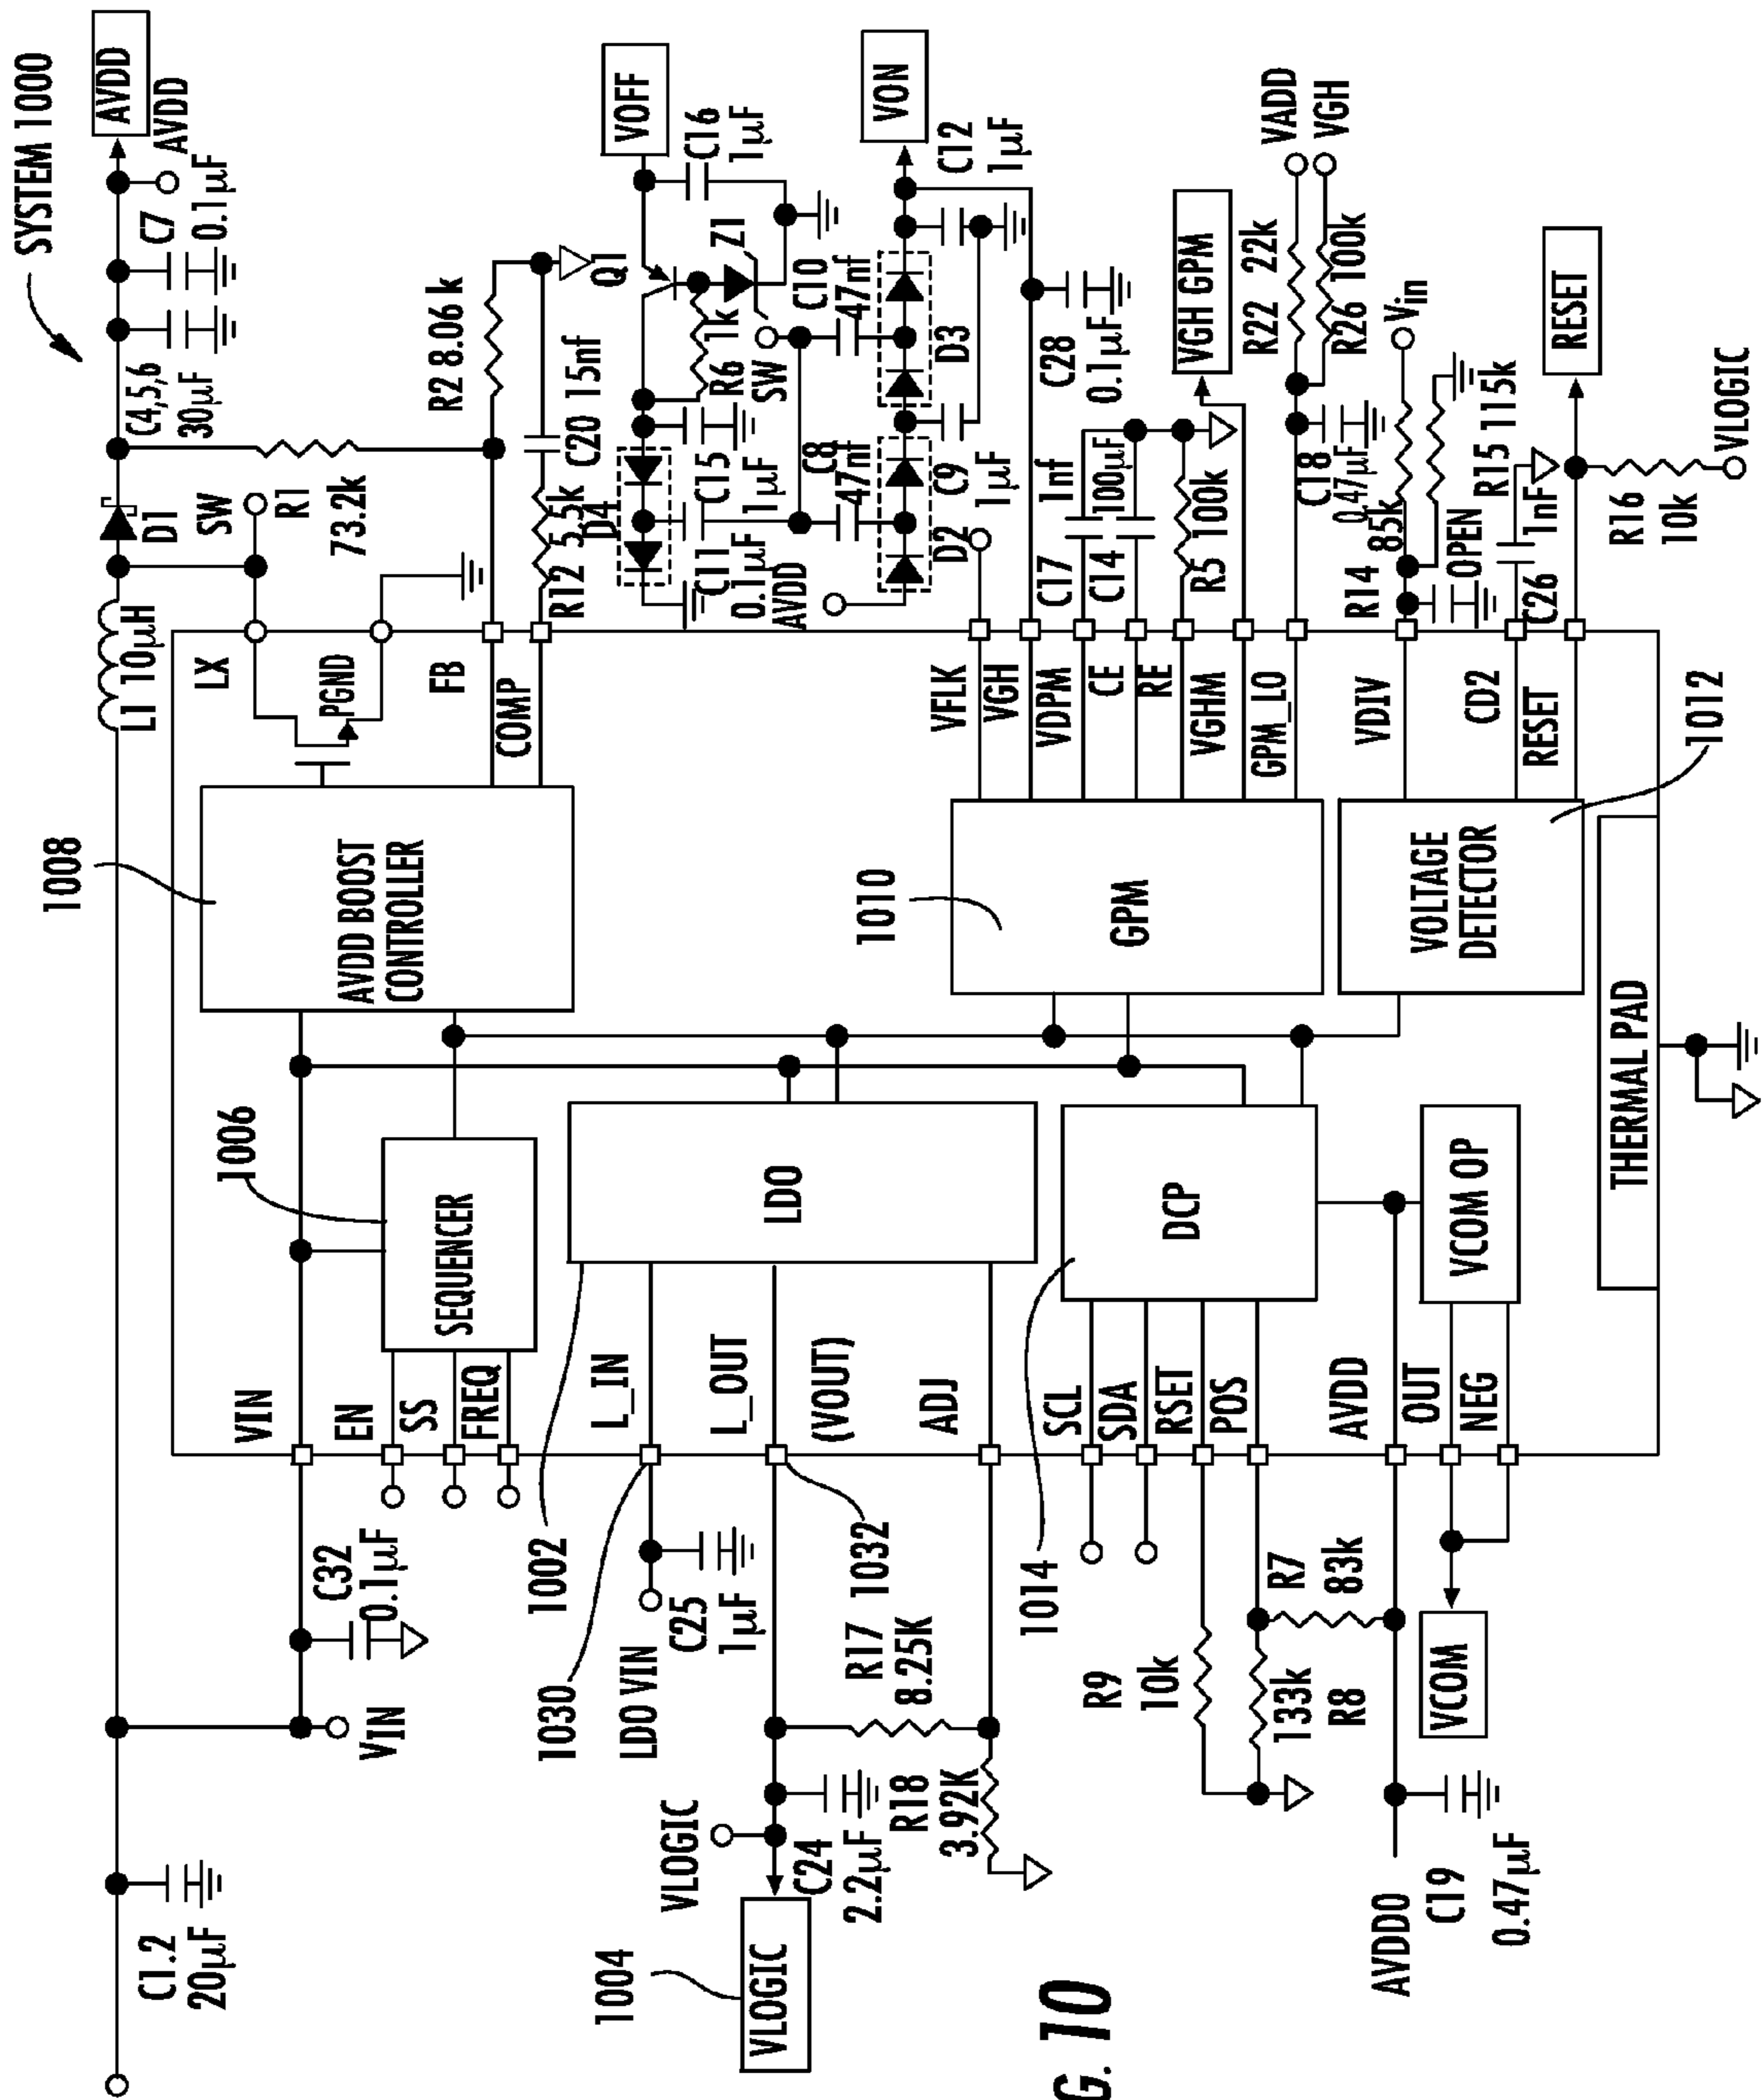 SYSTEM 1000
C1.2
20µF
VIN
C32
0.1µF
L1 10µH
D1
SW
R1
73.2k
C4,5,6
30µF
C7
0.1µF
AVDD
AVDD
1008
AVDD BOOST
CONTROLLER
LX
PGND
FB
COMP
R2 8.06 k
R12 5.5k
C20 15nf
1006
SEQUENCER
VIN
EN
SS
FREQ
D4
C11
0.1µF
C15
1µF
R6
1k
Q1
Z1
VOFF
C16
1µF
SW
AVDD
C8
47nf
C10
47nf
D2
C9
1µF
D3
VON
C12
1µF
C28
0.1µF
1002
1030
LDO VIN
C25
1µF
L_IN
L_OUT
(VOUT)
ADJ
LDO
1004
VLOGIC
VLOGIC
C24
2.2µF
1032
R17
8.25K
R18
3.92K
1010
GPM
VFLK
VGH
VDPM
CE
RE
VGHM
GPM_LO
C17
1nf
C14
100µF
R5
100k
VGH GPM
C18
0.47µF
R22 22k
R26 100k
VADD
VGH
1014
DCP
SCL
SDA
RSET
POS
AVDD
OUT
NEG
R9
10k
133k
R8
R7
83k
VCOM OP
VCOM
AVDDO
C19
0.47µF
1012
VOLTAGE
DETECTOR
VDIV
CD2
RESET
R14
85k
OPEN
Vin
R15 115k
C26
1nF
RESET
R16
10k
VLOGIC
THERMAL PAD
G. 10